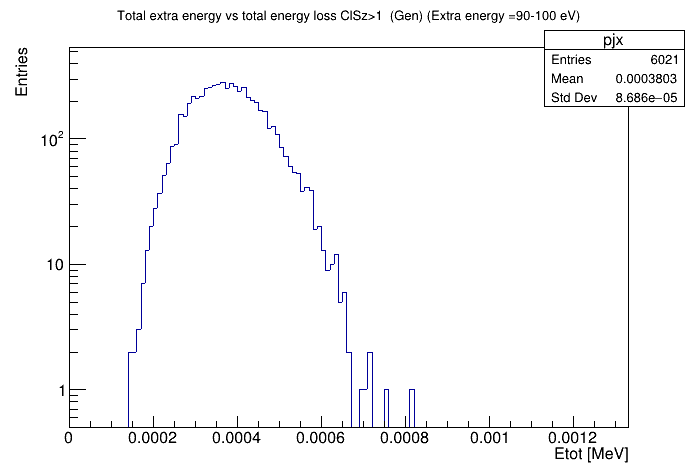 Total extra energy vs total energy loss ClSz>1 (Gen) (Extra energy =90-100 eV)
pjx
Entries 6021
Mean 0.0003803
Std Dev 8.686e-05
Entries
10²
10
1
0 0.0002 0.0004 0.0006 0.0008 0.001 0.0012
Etot [MeV]